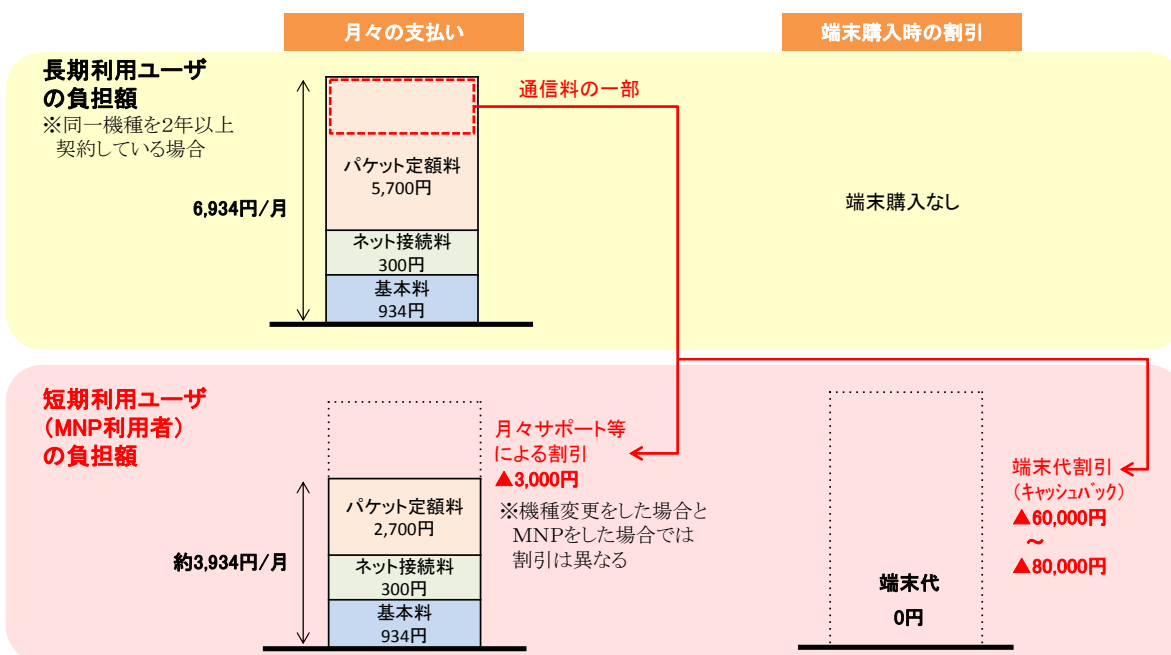 月々の支払い
端末購入時の割引
長期利用ユーザ
の負担額
※同一機種を2年以上
契約している場合
通信料の一部
パケット定額料
5,700円
6,934円/月
端末購入なし
ネット接続料
300円
基本料
934円
短期利用ユーザ
(MNP利用者)
の負担額
月々サポート等
による割引
▲3,000円
※機種変更をした場合と
MNPをした場合では
割引は異なる
端末代割引
(キャッシュバック)
▲60,000円
~
▲80,000円
パケット定額料
2,700円
約3,934円/月
ネット接続料
300円
基本料
934円
端末代
0円